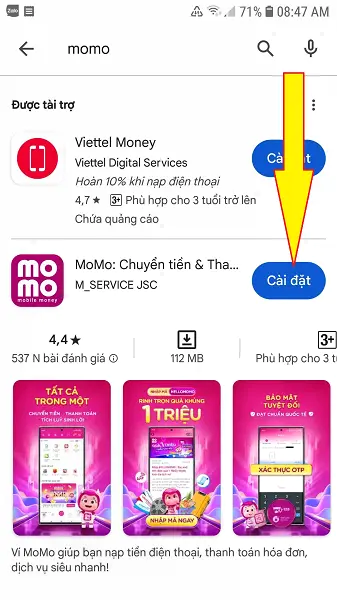 Zalo 71% 08:47 AM
momo
Được tài trợ
Viettel Money
Viettel Digital Services
Hoàn 10% khi nạp điện thoại
4,7 ★ 3+ Phù hợp cho 3 tuổi trở lên
Chứa quảng cáo
mo
mo
mobile money
MoMo: Chuyển tiền & Tha...
M_SERVICE JSC
Cài đặt
4,4 ★
537 N bài đánh giá
112 MB
3+
Phù hợp cho 3 t
TẤT CẢ
TRONG MỘT
CHUYỂN TIỀN THANH TOÁN
TÍCH LUỸ SINH LỜI
NHẬP MÃ HELLOMOMO
RINH TRỌN QUÀ KHỦNG
1 TRIỆU
NHẬP MÃ NGAY
BẢO MẬT
TUYỆT ĐỐI
ĐẠT CHUẨN QUỐC TẾ
XÁC THỰC OTP
Ví MoMo giúp bạn nạp tiền điện thoại, thanh toán hóa đơn,
dịch vụ siêu nhanh!